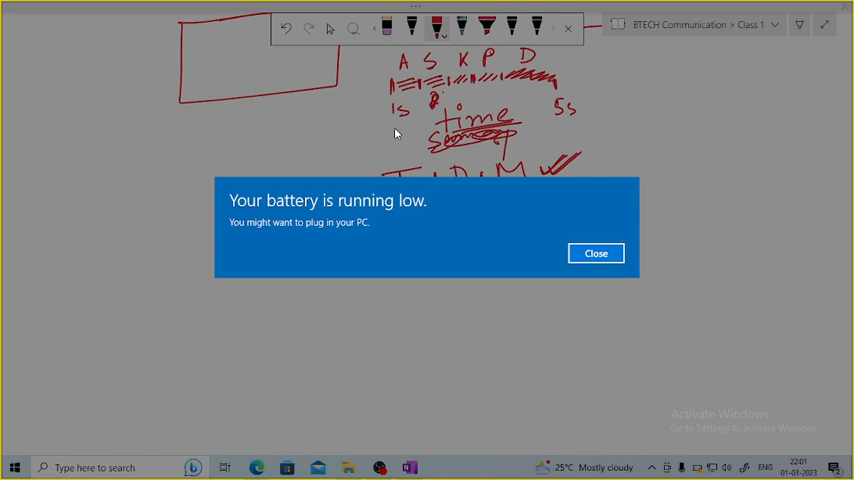 BTECH Communication > Class 1
A S K P D
1s 2 5s
time
T.D.M
Your battery is running low.
You might want to plug in your PC.
Close
Activate Windows
Go to Settings to activate Windows.
Type here to search
25°C Mostly cloudy
ENG
22:01
01-03-2023
2